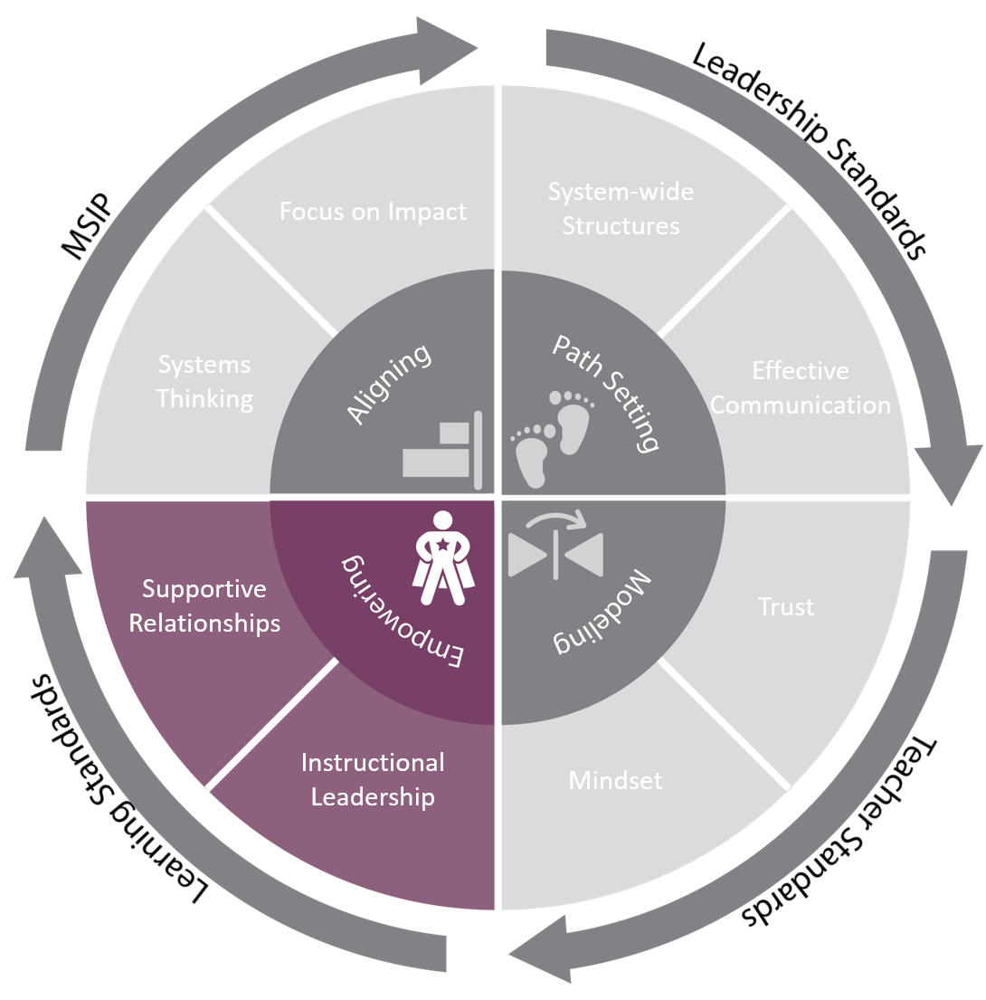 Leadership Standards
MSIP
Focus on Impact
System-wide
Structures
Systems
Thinking
Aligning
Path Setting
Effective
Communication
Supportive
Relationships
Empowering
Modeling
Trust
Instructional
Leadership
Mindset
Learning Standards
Teacher Standards